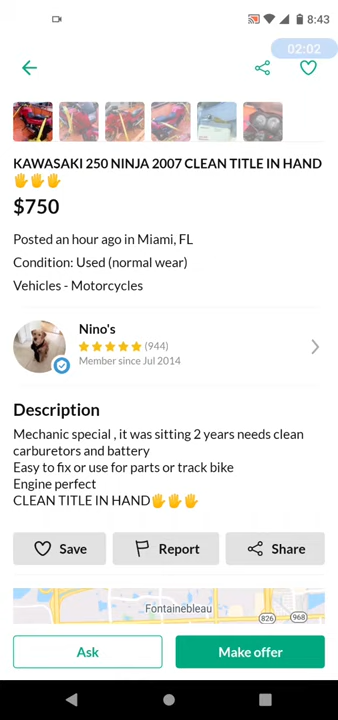 8:43
02:02
KAWASAKI 250 NINJA 2007 CLEAN TITLE IN HAND
🖐🖐🖐
$750
Posted an hour ago in Miami, FL
Condition: Used (normal wear)
Vehicles - Motorcycles
Nino's
(944)
Member since Jul 2014
Description
Mechanic special , it was sitting 2 years needs clean
carburetors and battery
Easy to fix or use for parts or track bike
Engine perfect
CLEAN TITLE IN HAND🖐🖐🖐
Save
Report
Share
Fontainebleau
826
968
Ask
Make offer